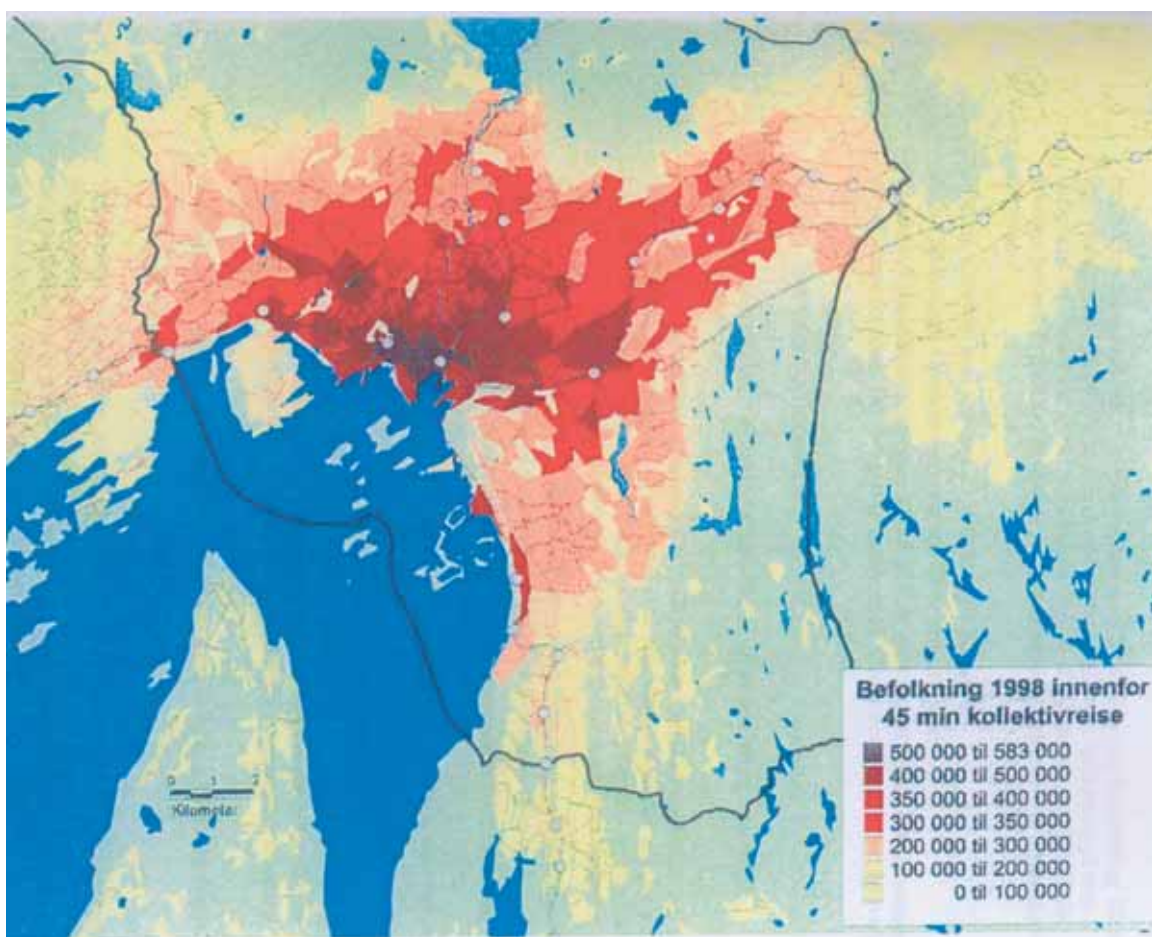 Befolkning 1998 innenfor
45 min kollektivreise
500 000 til 583 000
400 000 til 500 000
350 000 til 400 000
300 000 til 350 000
200 000 til 300 000
100 000 til 200 000
0 til 100 000
0 1 2